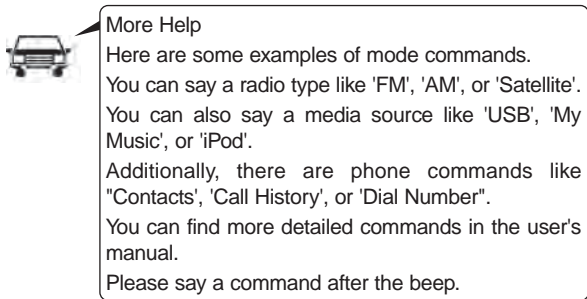 More Help
Here are some examples of mode commands.
You can say a radio type like 'FM', 'AM', or 'Satellite'.
You can also say a media source like 'USB', 'My
Music', or 'iPod'.
Additionally, there are phone commands like
"Contacts', 'Call History', or 'Dial Number".
You can find more detailed commands in the user's
manual.
Please say a command after the beep.